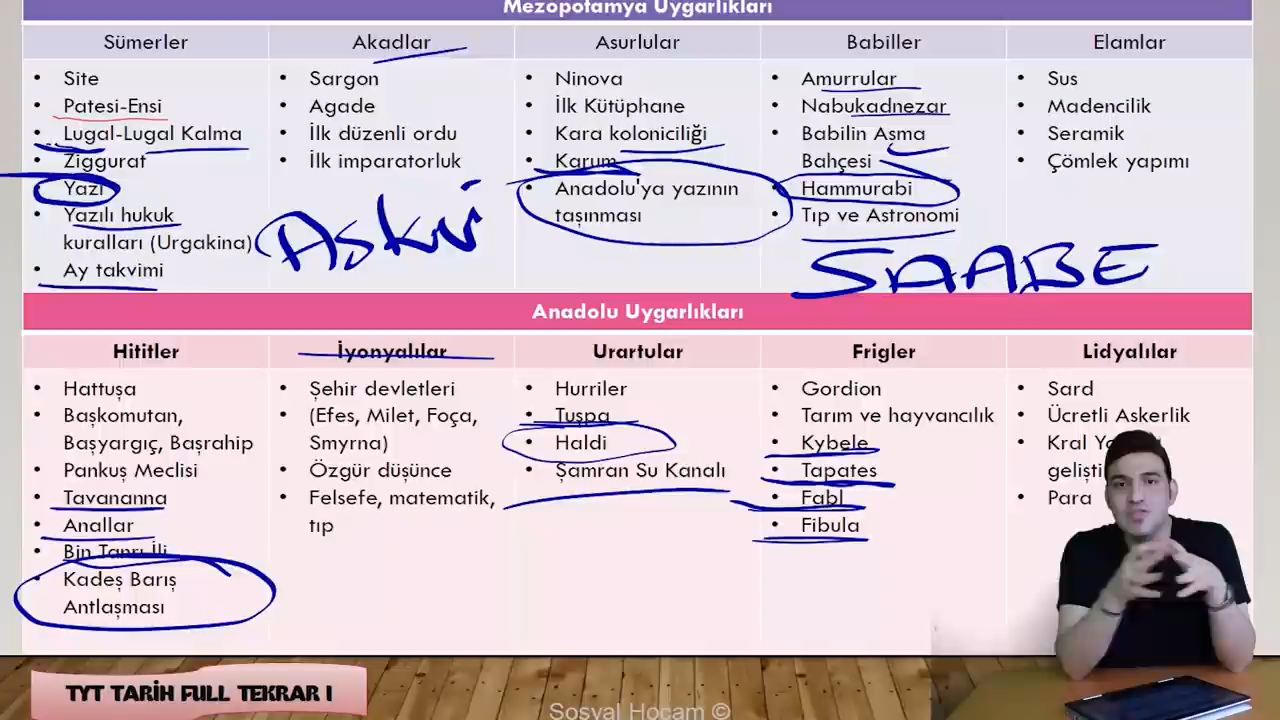 Mezopotamya Uygarlıkları
Sümerler
• Site
• Patesi-Ensi
• Lugal-Lugal Kalma
• Ziggurat
• Yazı
• Yazılı hukuk
kuralları (Urgakina)
• Ay takvimi
Akadlar
• Sargon
• Agade
• İlk düzenli ordu
• İlk imparatorluk
Asurlular
• Ninova
• İlk Kütüphane
• Kara koloniciliği
• Karum
• Anadolu'ya yazının
taşınması
Babiller
• Amurrular
• Nabukadnezar
• Babilin Asma
Bahçesi
• Hammurabi
• Tıp ve Astronomi
Elamlar
• Sus
• Madencilik
• Seramik
• Çömlek yapımı
SAABE
Anadolu Uygarlıkları
Hititler
• Hattuşa
• Başkomutan,
Başyargıç, Başrahip
• Pankuş Meclisi
• Tavananna
• Anallar
• Bin Tanrı İli
• Kadeş Barış
Antlaşması
İyonyalılar
• Şehir devletleri
• (Efes, Milet, Foça,
Smyrna)
• Özgür düşünce
• Felsefe, matematik,
tıp
Urartular
• Hurriler
• Tuşpa
• Haldi
• Şamran Su Kanalı
Frigler
• Gordion
• Tarım ve hayvancılık
• Kybele
• Tapates
• Fabl
• Fibula
Lidyalılar
• Sard
• Ücretli Askerlik
• Kral
• Para
TYT TARİH FULL TEKRAR I
Sosyal Hocam ©